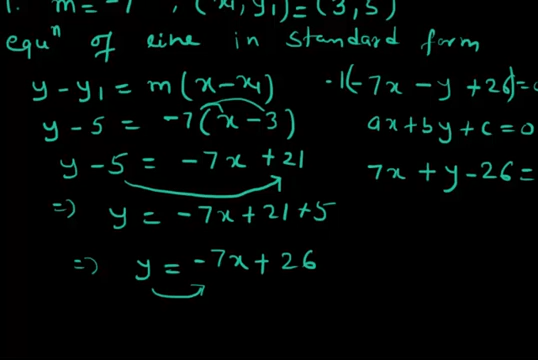 1. m = -7 , (x1, y1) = (3, 5)
equⁿ of line in standard form
y - y1 = m(x - x1)
y - 5 = -7(x - 3)
y - 5 = -7x + 21
=> y = -7x + 21 + 5
=> y = -7x + 26
-1(-7x - y + 26) = 0
ax + by + c = 0
7x + y - 26 =